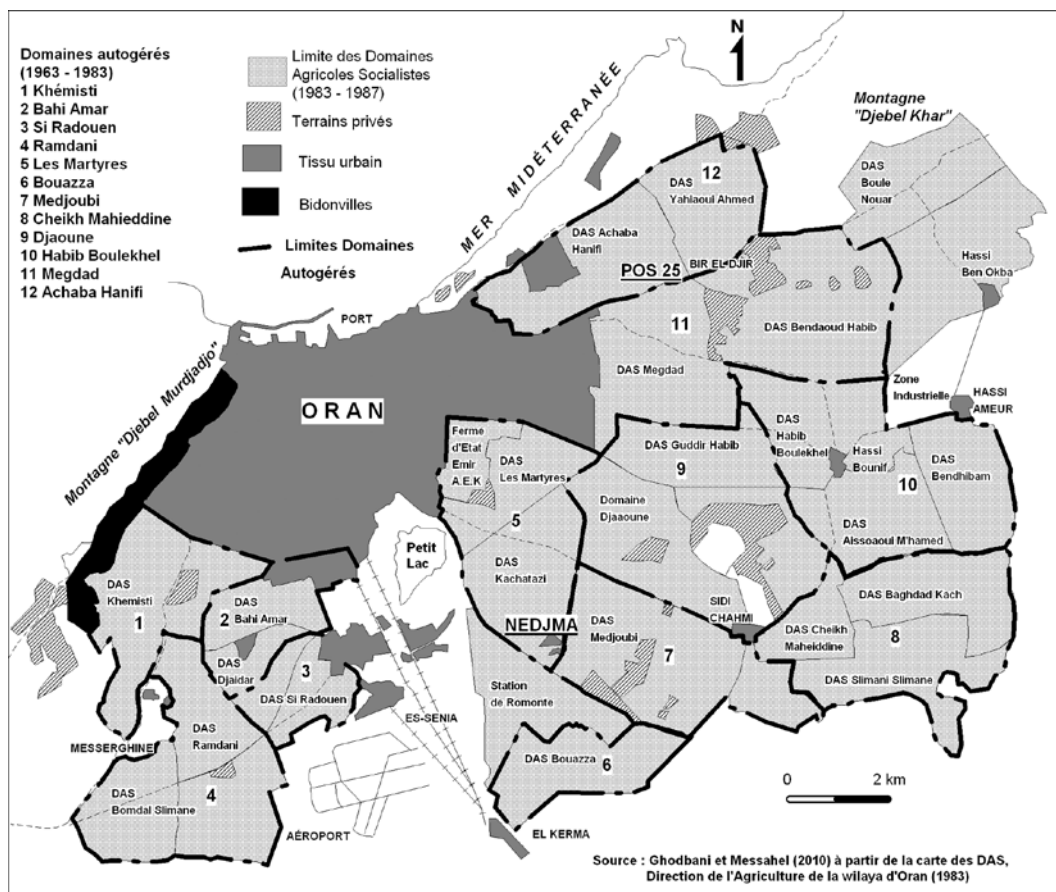 Domaines autogérés
(1963 - 1983)
1 Khémisti
2 Bahi Amar
3 Si Radouen
4 Ramdani
5 Les Martyres
6 Bouazza
7 Medjoubi
8 Cheikh Mahieddine
9 Djaoune
10 Habib Boulekhel
11 Megdad
12 Achaba Hanifi
Limite des Domaines
Agricoles Socialistes
(1983 - 1987)
Terrains privés
Tissu urbain
Bidonvilles
Limites Domaines
Autogérés
N
MER MIDÉTERRANÉE
Montagne
"Djebel Khar"
12
DAS
Yahlaoui Ahmed
DAS
Boule
Nouar
DAS Achaba
Hanifi
POS 25
BIR EL DJIR
Hassi
Ben Okba
PORT
11
DAS Bendaoud Habib
Montagne "Djebel Murdjadjo"
DAS Megdad
Zone
Industrielle
HASSI
AMEUR
ORAN
Ferme
d'Etat
Emir
A.E.K
DAS
Les Martyres
DAS Guddir Habib
9
DAS
Habib
Boulekhel
Hassi
Bounif
DAS
Bendhibam
10
5
Domaine
Djaaoune
DAS
Aissoaoui M'hamed
Petit
Lac
DAS
Kachatazi
DAS
Khemisti
1
2
DAS
Bahi Amar
DAS Baghdad Kach
SIDI
CHAHMI
NEDJMA
DAS
Medjoubi
7
DAS Cheikh
Maheiddine
8
DAS
Djaidar
3
DAS Si Radouen
DAS Slimani Slimane
Station
de Romonte
ES-SENIA
MESSERGHINE
DAS
Ramdani
4
DAS
Bomdal Slimane
DAS Bouazza
6
0 2 km
AÉROPORT
EL KERMA
Source : Ghodbani et Messahel (2010) à partir de la carte des DAS,
Direction de l'Agriculture de la wilaya d'Oran (1983)